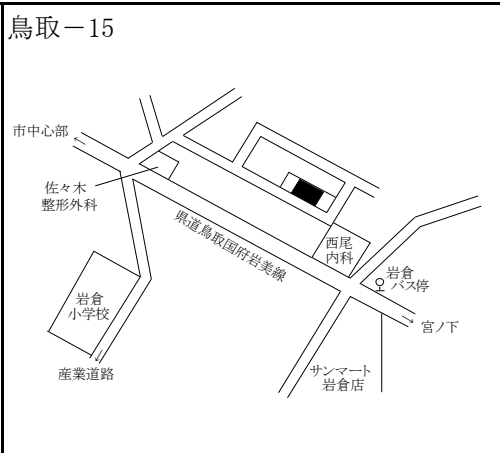 鳥取－15
市中心部
佐々木
整形外科
県道鳥取国府岩美線
西尾
内科
岩倉
バス停
岩倉
小学校
宮ノ下
産業道路
サンマート
岩倉店